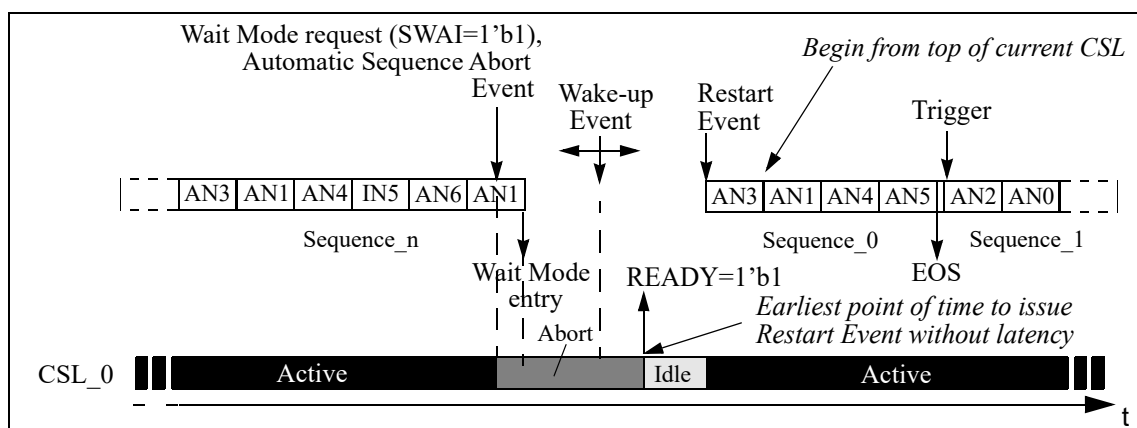 Wait Mode request (SWAI=1’b1),
Automatic Sequence Abort
Event
Begin from top of current CSL
Wake-up
Event
Restart
Event
Trigger
AN3 AN1 AN4 IN5 AN6 AN1
AN3 AN1 AN4 AN5 AN2 AN0
Sequence_n
Sequence_0
Sequence_1
Wait Mode
entry
READY=1’b1
EOS
Earliest point of time to issue
Restart Event without latency
Abort
CSL_0
Active
Idle
Active
t